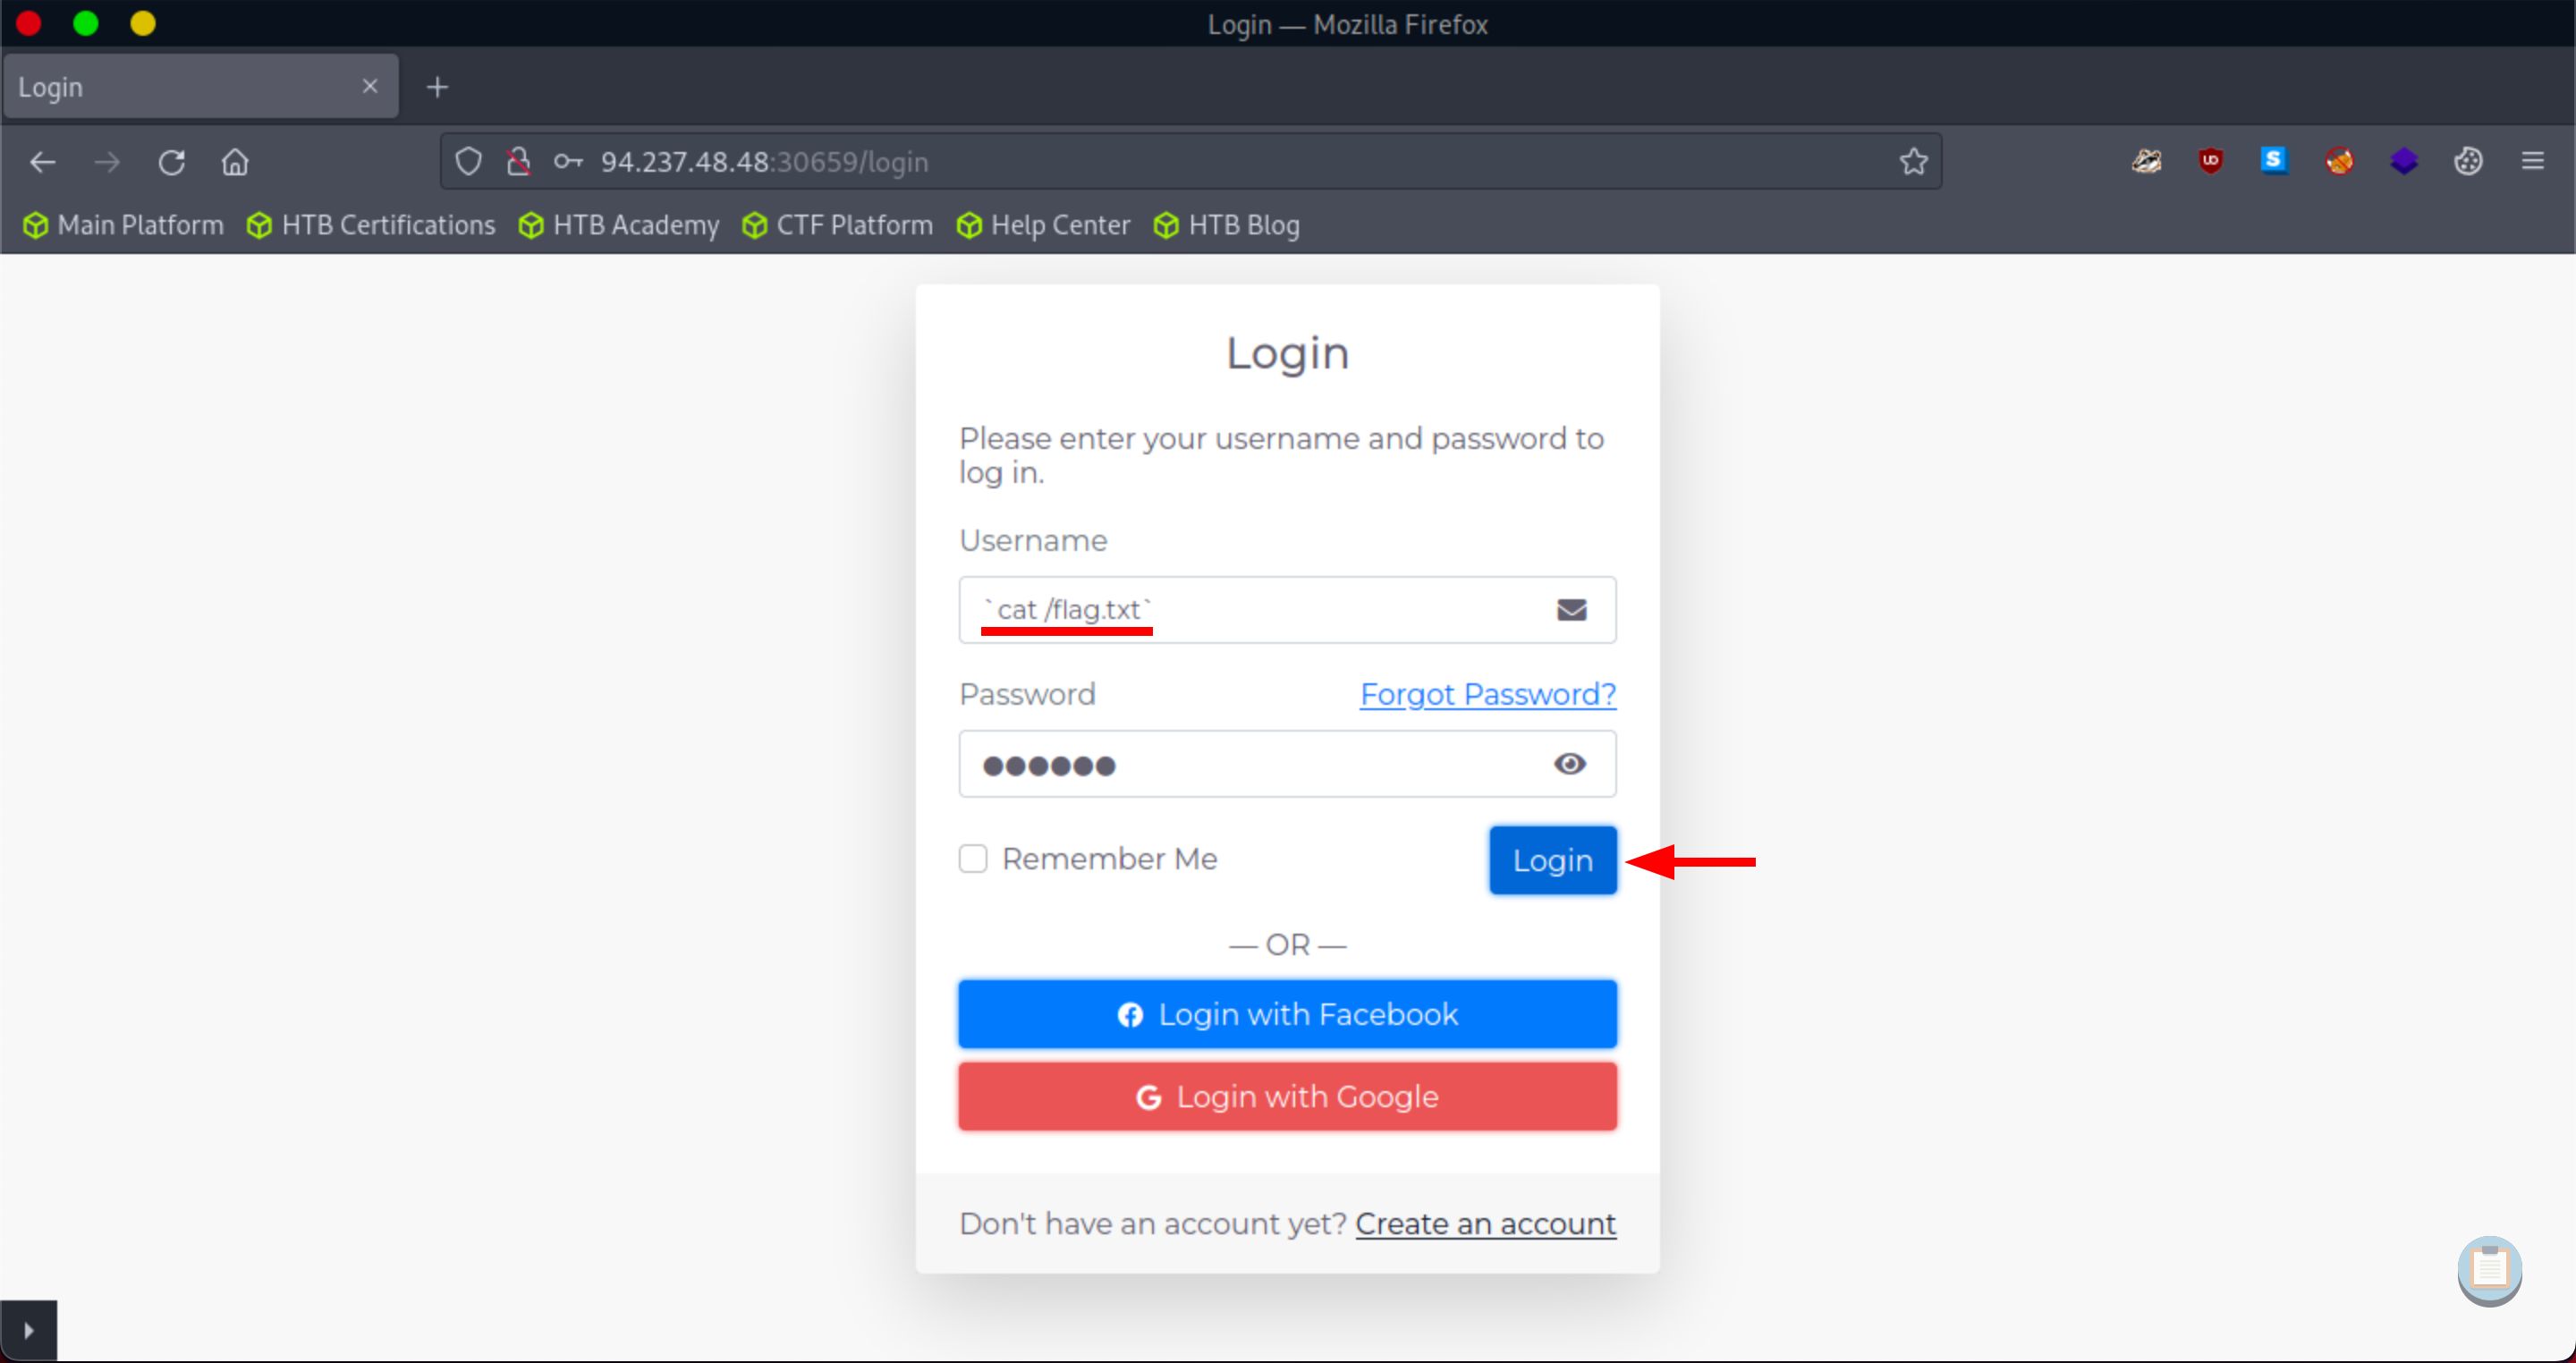 Login — Mozilla Firefox
Login
94.237.48.48:30659/login
Main Platform HTB Certifications HTB Academy CTF Platform Help Center HTB Blog
Login
Please enter your username and password to
log in.
Username
`cat /flag.txt`
Password Forgot Password?
Remember Me Login
— OR —
Login with Facebook
Login with Google
Don't have an account yet? Create an account